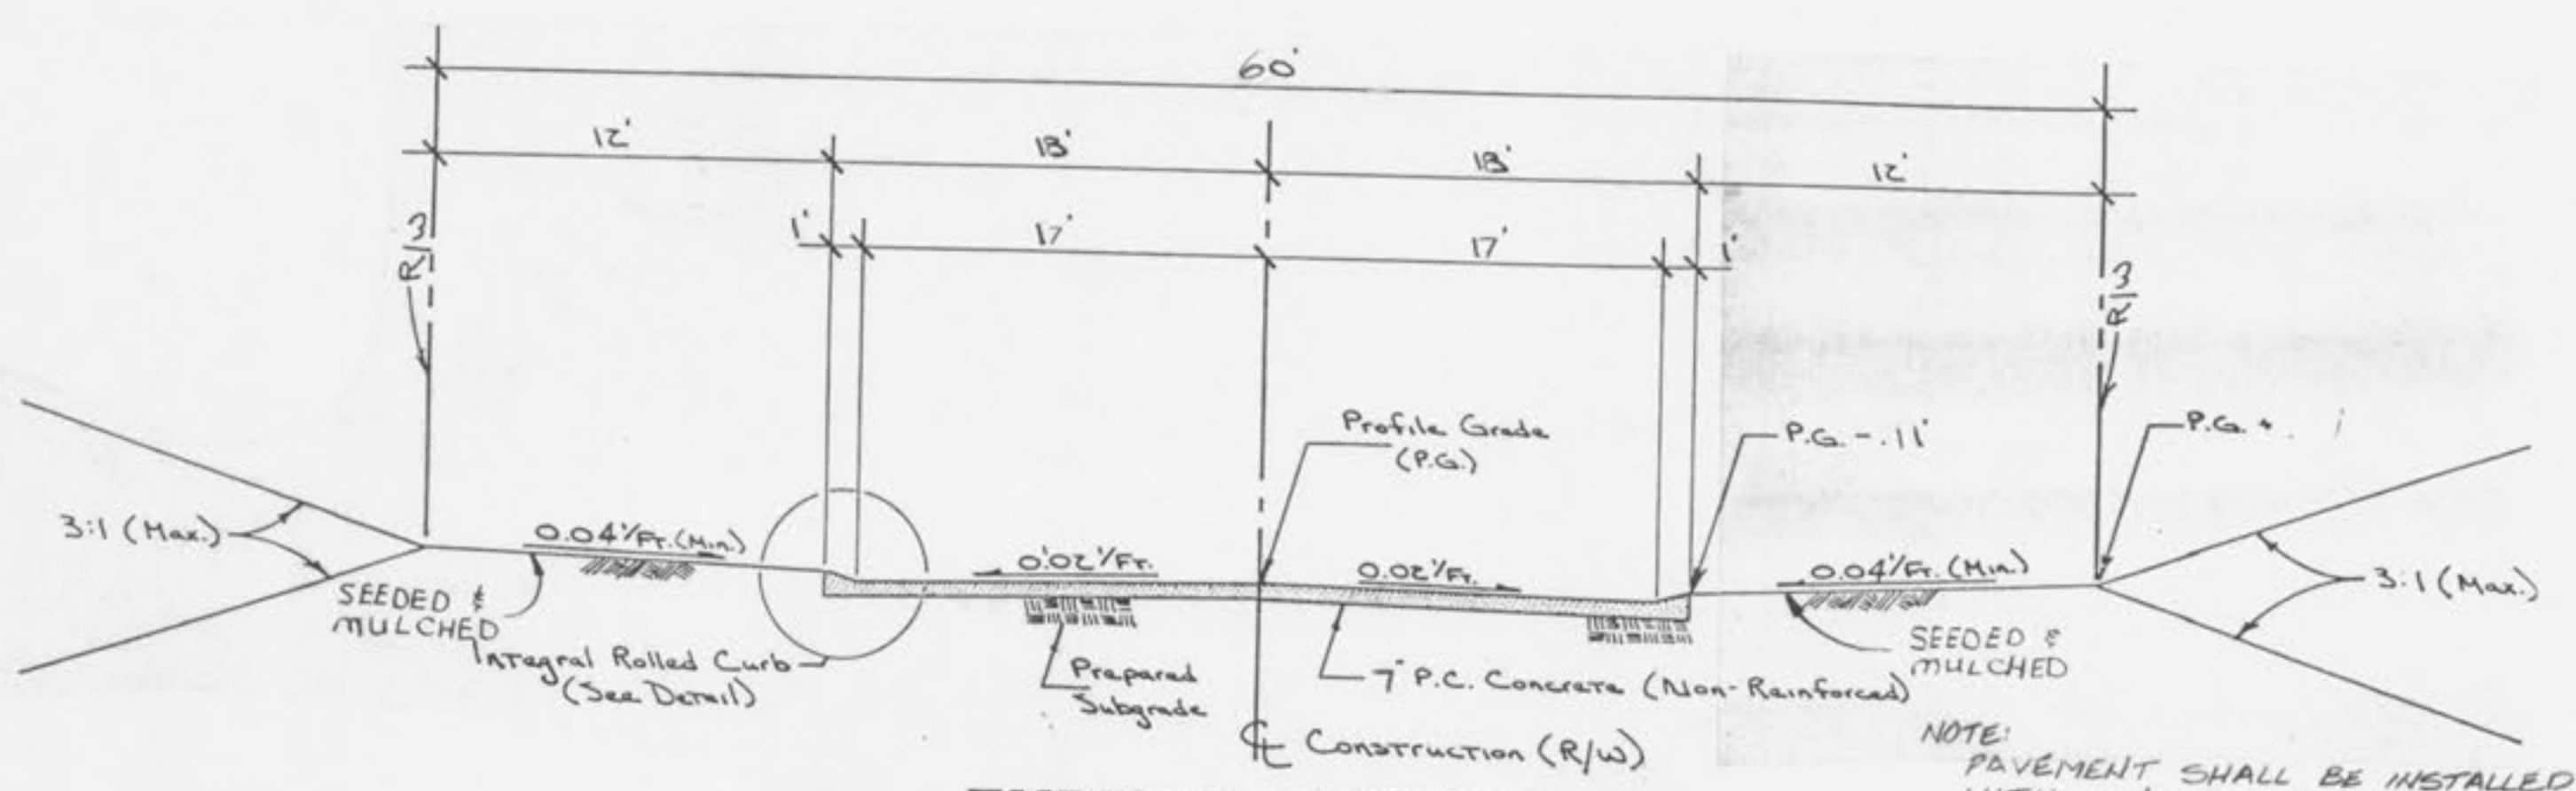 60'
12'
18'
18'
12'
1'
17'
17'
1'
R/W
R/W
Profile Grade
(P.G.)
P.G. - .11'
P.G. +
3:1 (Max.)
0.04'/FT. (Min.)
0.02'/FT.
0.02'/FT.
0.04'/FT. (Min.)
3:1 (Max.)
SEEDED &
MULCHED
Integral Rolled Curb
(See Detail)
Prepared
Subgrade
7" P.C. Concrete (Non-Reinforced)
SEEDED &
MULCHED
℄ Construction (R/W)
NOTE:
PAVEMENT SHALL BE INSTALLED